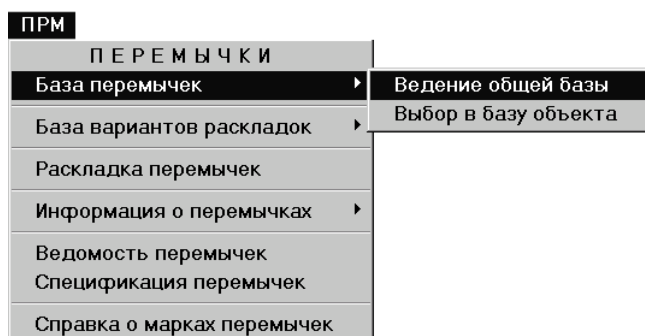 ПРМ
ПЕРЕМЫЧКИ
База перемычек
Ведение общей базы
Выбор в базу объекта
База вариантов раскладок
Раскладка перемычек
Информация о перемычках
Ведомость перемычек
Спецификация перемычек
Справка о марках перемычек